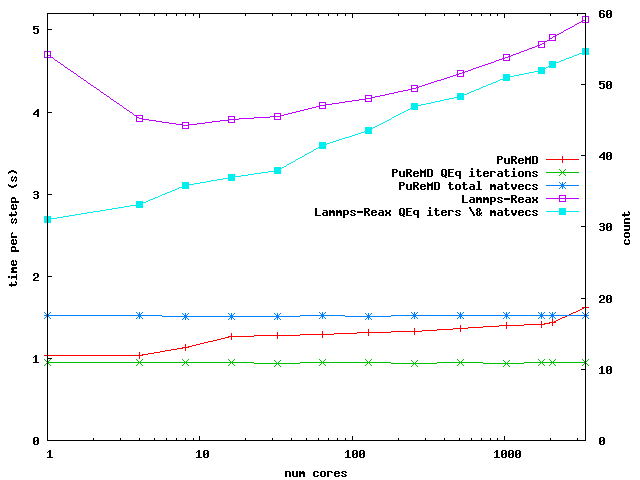 60
5
50
4
40
PuReMD
PuReMD QEq iterations
PuReMD total matvecs
Lammps-Reax
Lammps-Reax QEq iters \& matvecs
3
30
time per step (s)
count
2
20
1
10
0
0
1
10
100
1000
num cores